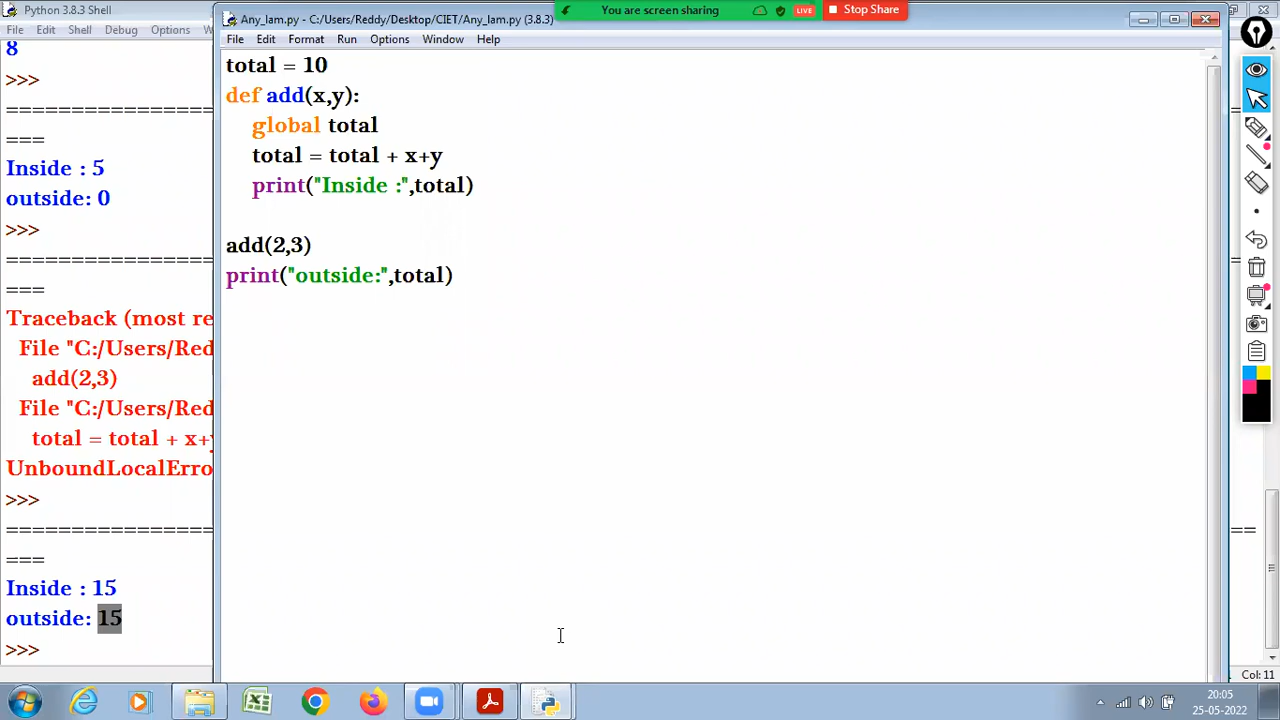 Python 3.8.3 Shell
File Edit Shell Debug Options
8
>>>
===
Inside : 5
outside: 0
>>>
===
Traceback (most re
File "C:/Users/Red
add(2,3)
File "C:/Users/Red
total = total + x+y
UnboundLocalErro
>>>
===
Inside : 15
outside: 15
>>>
Any_lam.py - C:/Users/Reddy/Desktop/CIET/Any_lam.py (3.8.3)
You are screen sharing
LIVE
Stop Share
File Edit Format Run Options Window Help
total = 10
def add(x,y):
global total
total = total + x+y
print("Inside :",total)
add(2,3)
print("outside:",total)
Col: 11
20:05
25-05-2022